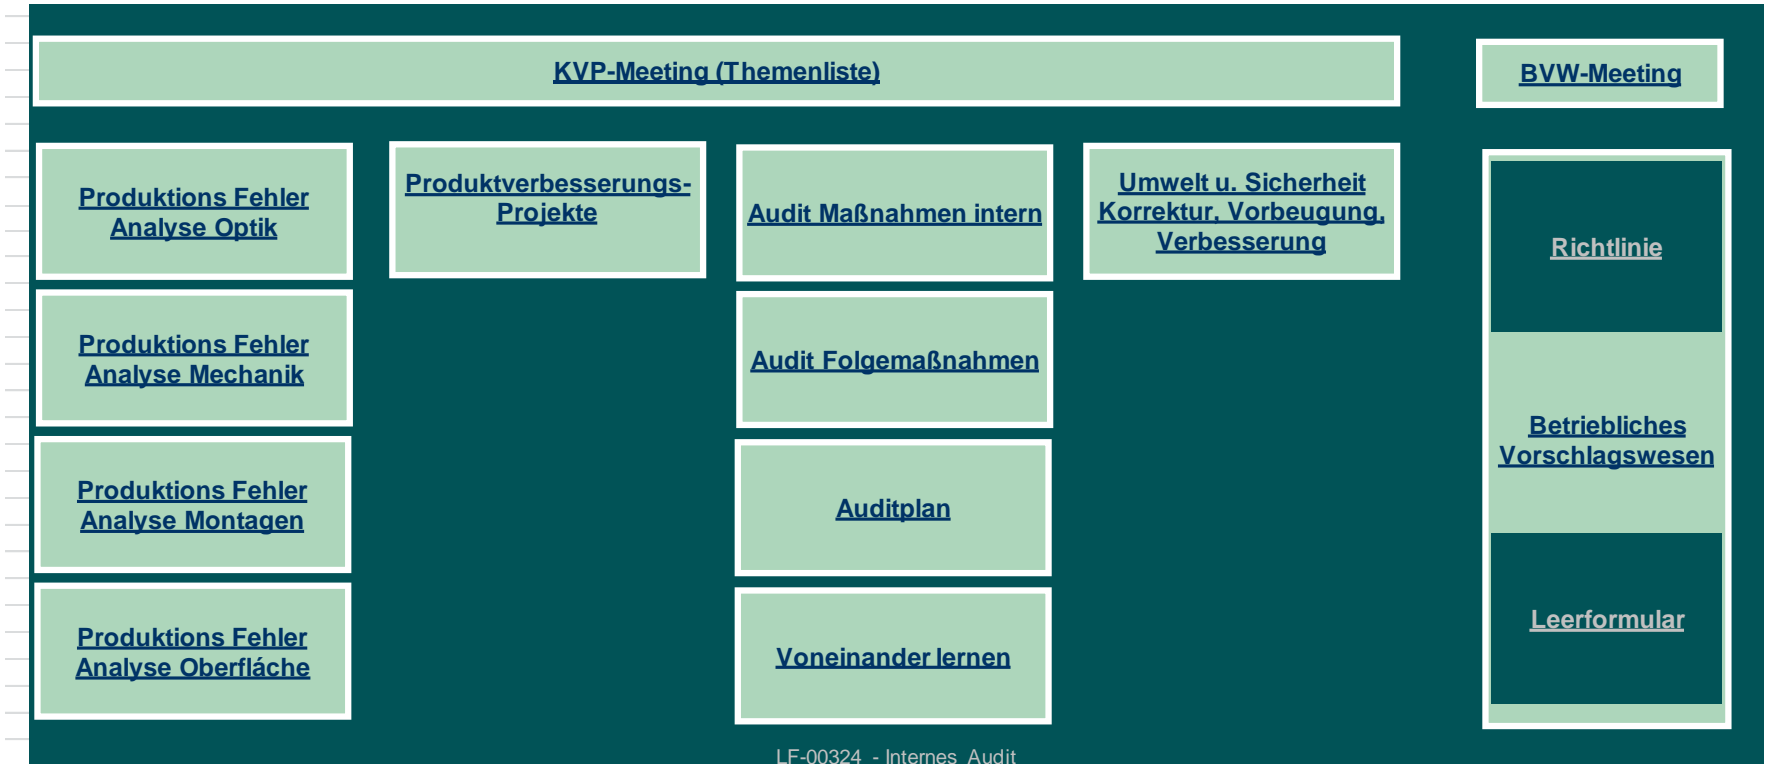 KVP-Meeting (Themenliste)
BVW-Meeting
Produktions Fehler
Analyse Optik
Produktions Fehler
Analyse Mechanik
Produktions Fehler
Analyse Montagen
Produktions Fehler
Analyse Oberfláche
Produktverbesserungs-
Projekte
Audit Maßnahmen intern
Audit Folgemaßnahmen
Auditplan
Voneinander lernen
Umwelt u. Sicherheit
Korrektur, Vorbeugung,
Verbesserung
Richtlinie
Betriebliches
Vorschlagswesen
Leerformular
LF-00324 - Internes Audit